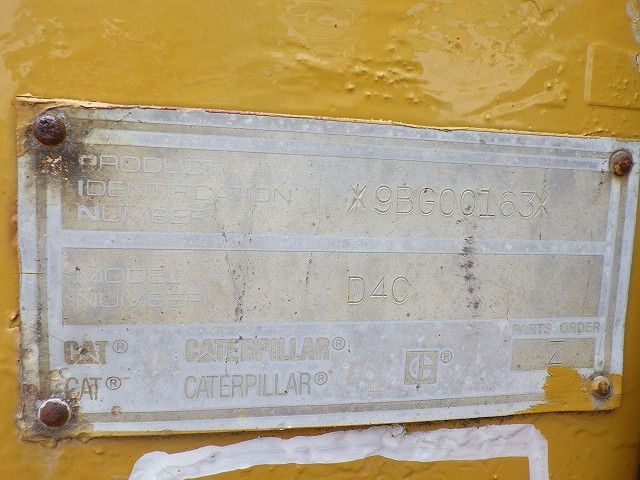 PRODUCT
IDENTIFICATION
NUMBER
*9BG00163*
MODEL
NUMBER
D4C
PARTS ORDER
Z
CAT® CATERPILLAR® ®
CAT® CATERPILLAR®